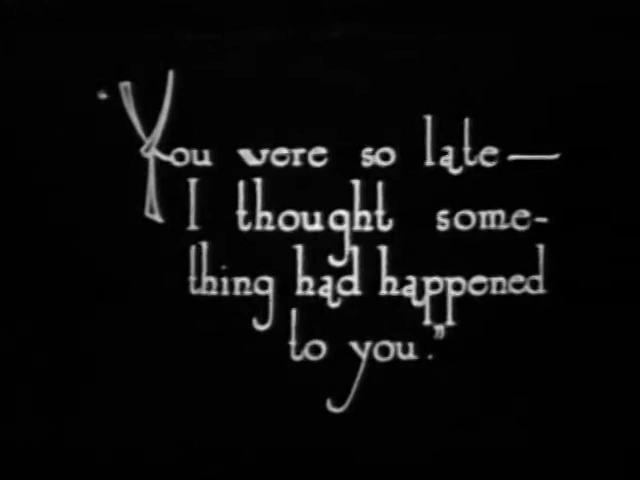 "You were so late—
I thought some-
thing had happened
to you."